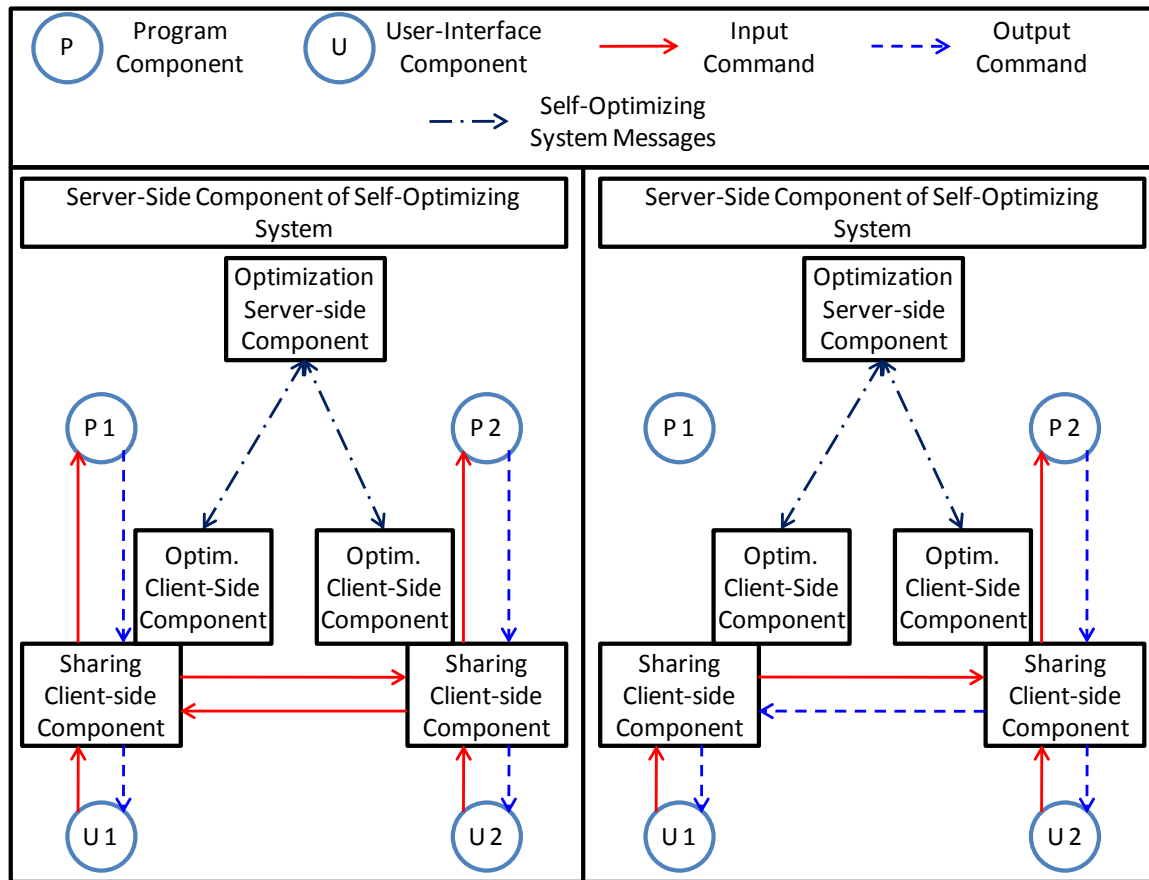 P
Program
Component
U
User-Interface
Component
Input
Command
Output
Command
Self-Optimizing
System Messages
Server-Side Component of Self-Optimizing
System
Optimization
Server-side
Component
P 1
P 2
Optim.
Client-Side
Component
Optim.
Client-Side
Component
Sharing
Client-side
Component
Sharing
Client-side
Component
U 1
U 2
Server-Side Component of Self-Optimizing
System
Optimization
Server-side
Component
P 1
P 2
Optim.
Client-Side
Component
Optim.
Client-Side
Component
Sharing
Client-side
Component
Sharing
Client-side
Component
U 1
U 2